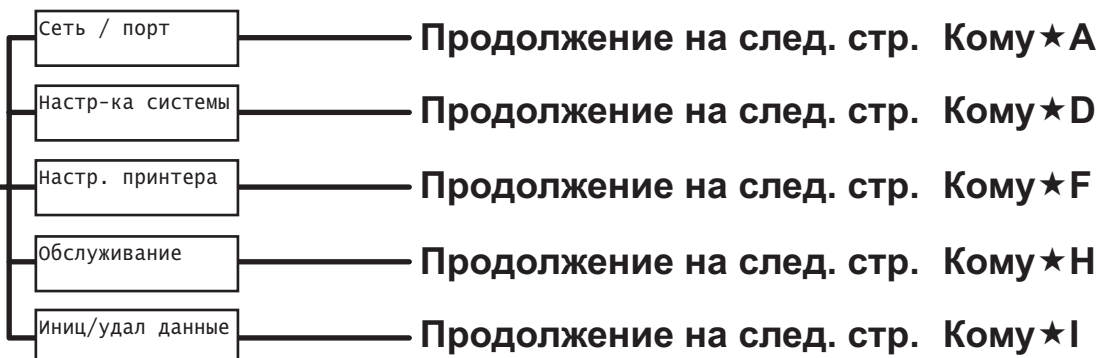 Сеть / порт Продолжение на след. стр. Кому★A
Настр-ка системы Продолжение на след. стр. Кому★D
Настр. принтера Продолжение на след. стр. Кому★F
Обслуживание Продолжение на след. стр. Кому★H
Иниц/удал данные Продолжение на след. стр. Кому★I